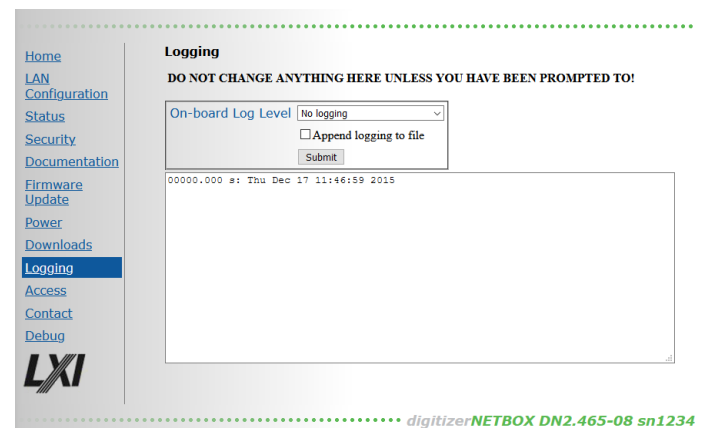 Home
LAN
Configuration
Status
Security
Documentation
Firmware
Update
Power
Downloads
Logging
Access
Contact
Debug
LXI
Logging
DO NOT CHANGE ANYTHING HERE UNLESS YOU HAVE BEEN PROMPTED TO!
On-board Log Level No logging
Append logging to file
Submit
00000.000 s: Thu Dec 17 11:46:59 2015
digitizerNETBOX DN2.465-08 sn1234